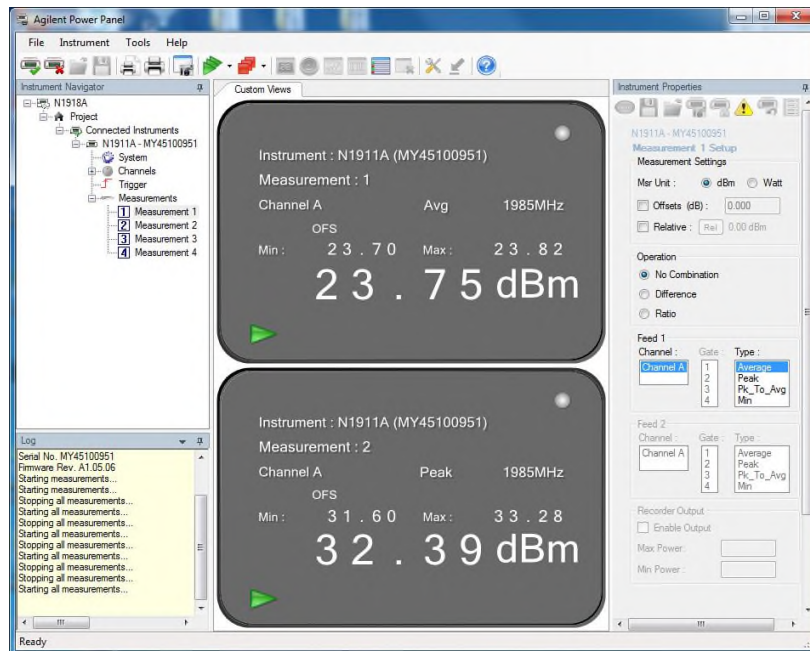 Agilent Power Panel
File Instrument Tools Help
Instrument Navigator
N1918A
Project
Connected Instruments
N1911A - MY45100951
System
Channels
Trigger
Measurements
1 Measurement 1
2 Measurement 2
3 Measurement 3
4 Measurement 4
Log
Serial No. MY45100951
Firmware Rev. A1.05.06
Starting measurements...
Starting measurements...
Stopping all measurements...
Starting all measurements...
Stopping all measurements...
Starting all measurements...
Stopping all measurements...
Starting all measurements...
Stopping all measurements...
Starting all measurements...
Stopping all measurements...
Starting all measurements...
Ready
Custom Views
Instrument : N1911A (MY45100951)
Measurement : 1
Channel A Avg 1985MHz
OFS
Min : 23.70 Max : 23.82
23.75 dBm
Instrument : N1911A (MY45100951)
Measurement : 2
Channel A Peak 1985MHz
OFS
Min : 31.60 Max : 33.28
32.39 dBm
Instrument Properties
N1911A - MY45100951
Measurement 1 Setup
Measurement Settings
Msr Unit : dBm Watt
Offsets (dB) : 0.000
Relative : Rel 0.00 dBm
Operation
No Combination
Difference
Ratio
Feed 1
Channel : Gate : Type :
Channel A 1 Average
2 Peak
3 Pk_To_Avg
4 Min
Feed 2
Channel : Gate : Type :
Channel A 1 Average
2 Peak
3 Pk_To_Avg
4 Min
Recorder Output
Enable Output
Max Power:
Min Power :